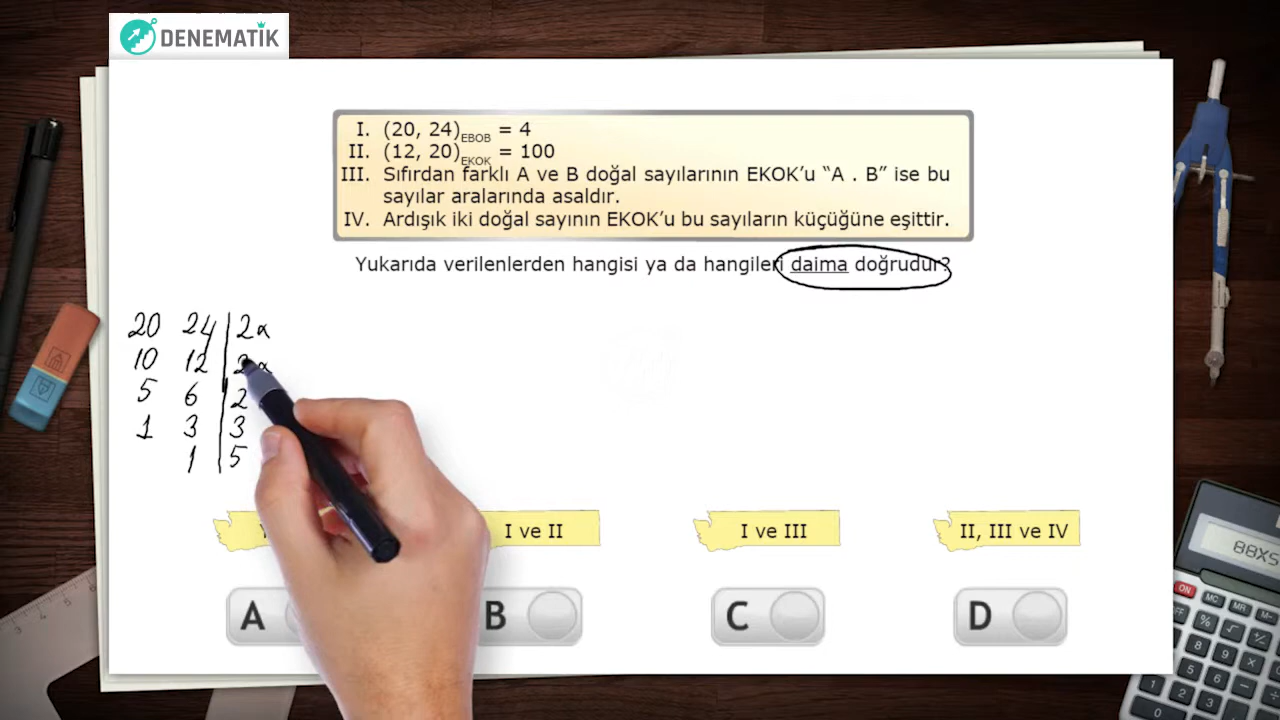 DENEMATİK
I. (20, 24)EBOB = 4
II. (12, 20)EKOK = 100
III. Sıfırdan farklı A ve B doğal sayılarının EKOK’u “A . B” ise bu
sayılar aralarında asaldır.
IV. Ardışık iki doğal sayının EKOK’u bu sayıların küçüğüne eşittir.
Yukarıda verilenlerden hangisi ya da hangileri daima doğrudur?
20 24 2
10 12 2
5 6 2
1 3 3
1 5
I ve II
I ve III
II, III ve IV
A
B
C
D